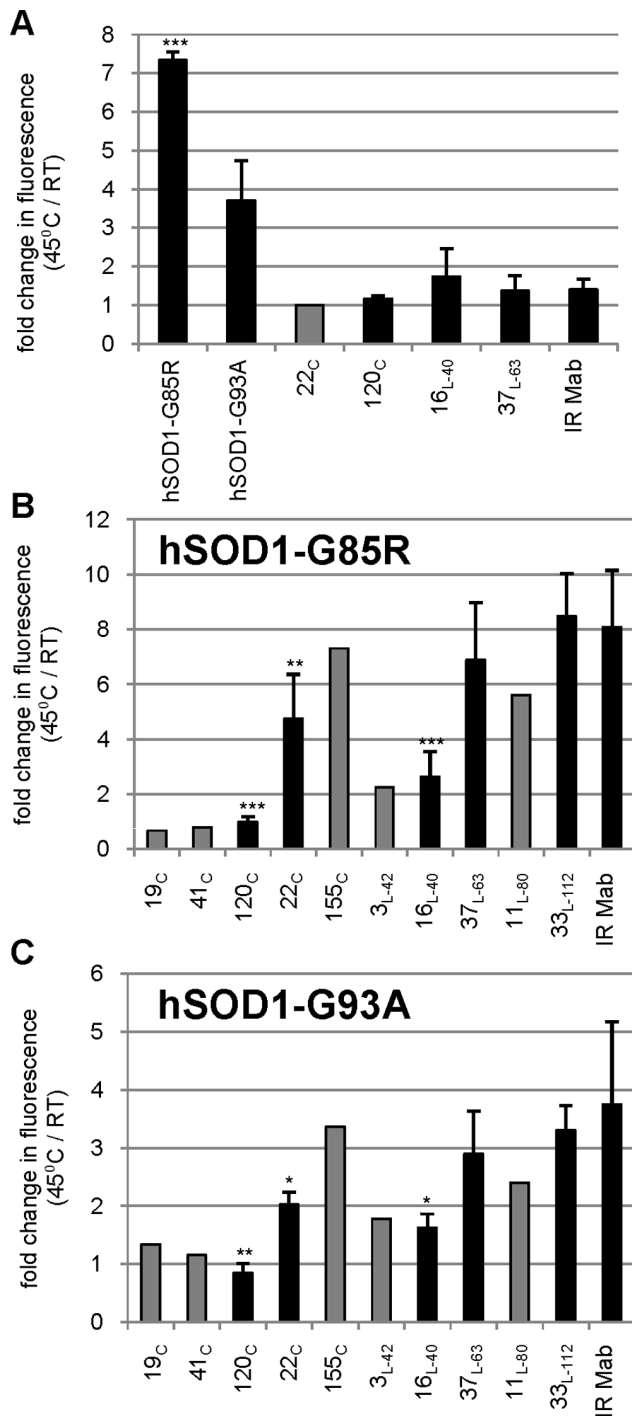 A
fold change in fluorescence
(45⁰C / RT)
8
7
6
5
4
3
2
1
0
***
hSOD1-G85R
hSOD1-G93A
22C
120C
16L-40
37L-63
IR Mab
B
hSOD1-G85R
fold change in fluorescence
(45⁰C / RT)
12
10
8
6
4
2
0
***
**
***
19C
41C
120C
22C
155C
3L-42
16L-40
37L-63
11L-80
33L-112
IR Mab
C
hSOD1-G93A
fold change in fluorescence
(45⁰C / RT)
6
5
4
3
2
1
0
**
*
*
19C
41C
120C
22C
155C
3L-42
16L-40
37L-63
11L-80
33L-112
IR Mab